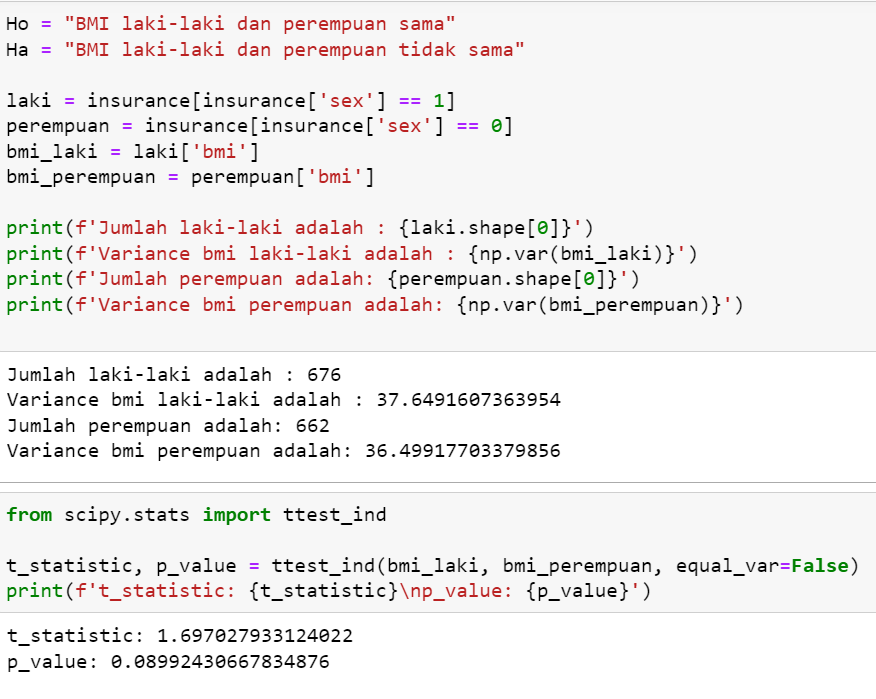 Ho = "BMI laki-laki dan perempuan sama"
Ha = "BMI laki-laki dan perempuan tidak sama"
laki = insurance[insurance['sex'] == 1]
perempuan = insurance[insurance['sex'] == 0]
bmi_laki = laki['bmi']
bmi_perempuan = perempuan['bmi']
print(f'Jumlah laki-laki adalah : {laki.shape[0]}')
print(f'Variance bmi laki-laki adalah : {np.var(bmi_laki)}')
print(f'Jumlah perempuan adalah: {perempuan.shape[0]}')
print(f'Variance bmi perempuan adalah: {np.var(bmi_perempuan)}')
Jumlah laki-laki adalah : 676
Variance bmi laki-laki adalah : 37.6491607363954
Jumlah perempuan adalah: 662
Variance bmi perempuan adalah: 36.49917703379856
from scipy.stats import ttest_ind
t_statistic, p_value = ttest_ind(bmi_laki, bmi_perempuan, equal_var=False)
print(f't_statistic: {t_statistic}\np_value: {p_value}')
t_statistic: 1.697027933124022
p_value: 0.08992430667834876